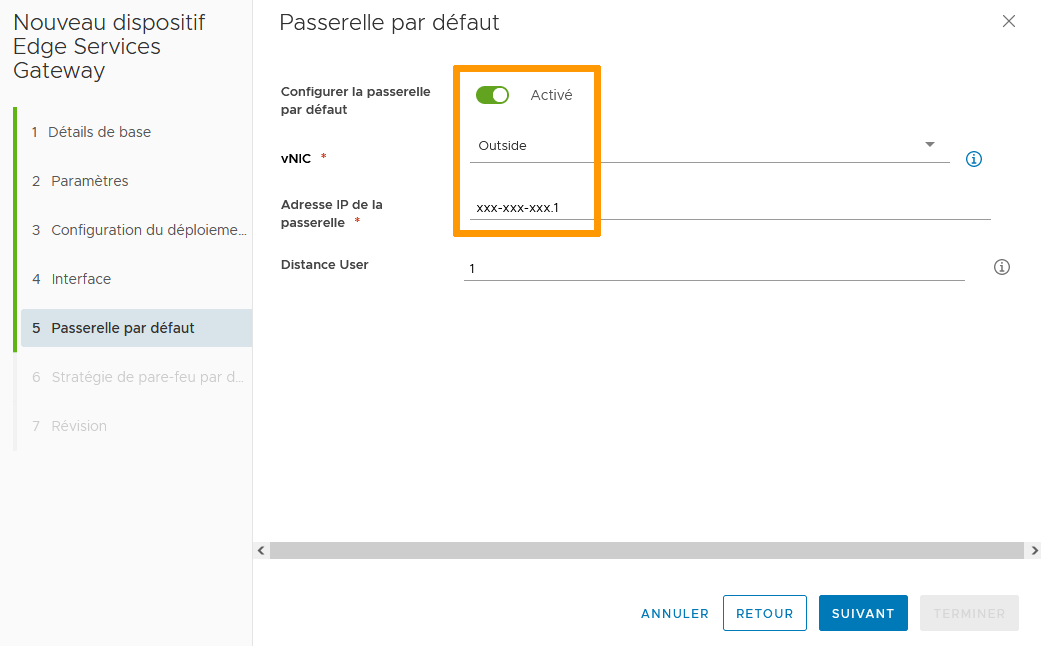 Nouveau dispositif
Edge Services
Gateway
1 Détails de base
2 Paramètres
3 Configuration du déploieme...
4 Interface
5 Passerelle par défaut
6 Stratégie de pare-feu par d...
7 Révision
Passerelle par défaut
Configurer la passerelle
par défaut
Activé
vNIC *
Outside
Adresse IP de la
passerelle *
xxx-xxx-xxx.1
Distance User
1
ANNULER
RETOUR
SUIVANT
TERMINER